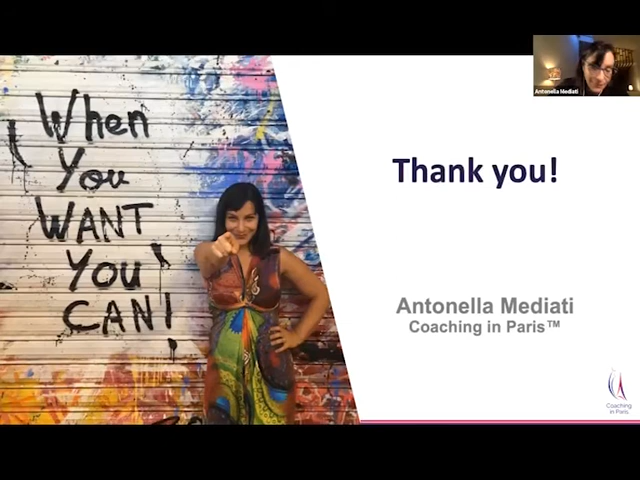 When
You
WANT
You
CAN!
Thank you!
Antonella Mediati
Coaching in Paris™
Coaching
in Paris
Antonella Mediati